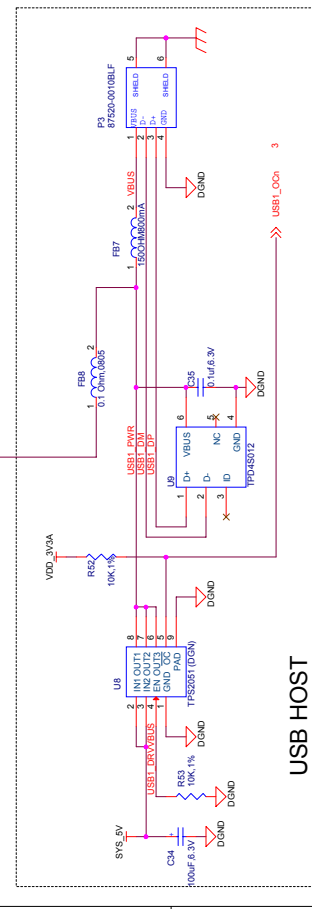 P3
87520-0010BLF
SHIELD
5
SHIELD
6
VBUS
D-
D+
GND
1
2
3
4
DGND
VBUS
2
FB7
150OHM800mA
1
USB1_OCn
3
2
FB8
0.1 Ohm,0805
1
USB1_PWR
USB1_DM
USB1_DP
C35
0.1uf,6.3V
DGND
6
5
4
VBUS
NC
GND
U9
TPD4S012
D+
D-
ID
1
2
3
VDD_3V3A
R52
10K,1%
DGND
8
7
6
5
9
U8
IN1 OUT1
IN2 OUT2
EN OUT3
GND OC
PAD
TPS2051 (DGN)
2
3
4
1
USB1_DRVVBUS
DGND
R53
10K,1%
DGND
SYS_5V
+
C34
100uF,6.3V
DGND
USB HOST